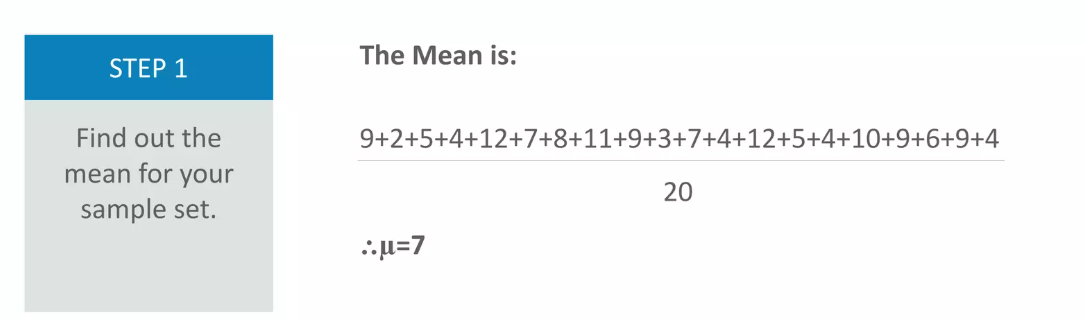 STEP 1
Find out the
mean for your
sample set.
The Mean is:
9+2+5+4+12+7+8+11+9+3+7+4+12+5+4+10+9+6+9+4
20
∴μ=7